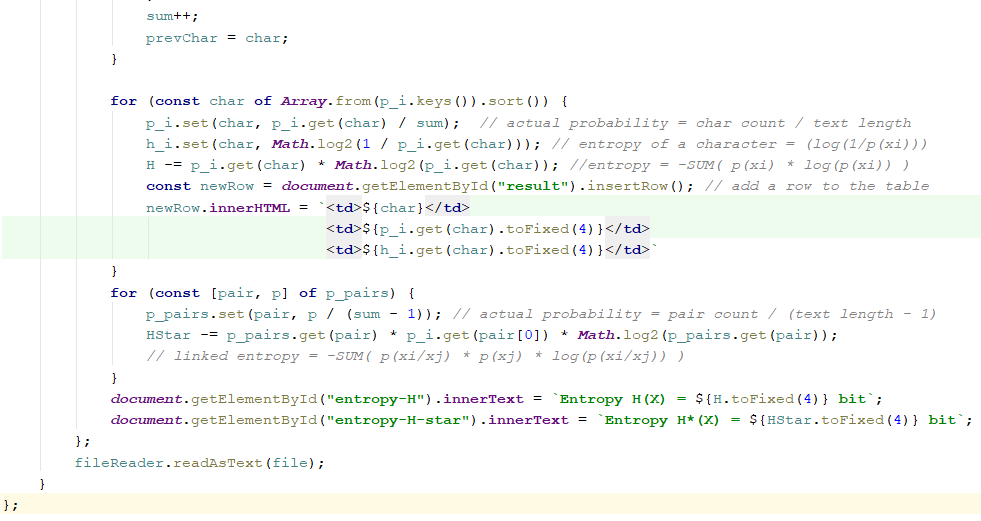 sum++;
prevChar = char;
}
for (const char of Array.from(p_i.keys()).sort()) {
p_i.set(char, p_i.get(char) / sum);  // actual probability = char count / text length
h_i.set(char, Math.log2(1 / p_i.get(char))); // entropy of a character = (log(1/p(xi)))
H -= p_i.get(char) * Math.log2(p_i.get(char)); //entropy = -SUM( p(xi) * log(p(xi)) )
const newRow = document.getElementById("result").insertRow(); // add a row to the table
newRow.innerHTML = `<td>${char}</td>
<td>${p_i.get(char).toFixed(4)}</td>
<td>${h_i.get(char).toFixed(4)}</td>`
}
for (const [pair, p] of p_pairs) {
p_pairs.set(pair, p / (sum - 1)); // actual probability = pair count / (text length - 1)
HStar -= p_pairs.get(pair) * p_i.get(pair[0]) * Math.log2(p_pairs.get(pair));
// linked entropy = -SUM( p(xi/xj) * p(xj) * log(p(xi/xj)) )
}
document.getElementById("entropy-H").innerText = `Entropy H(X) = ${H.toFixed(4)} bit`;
document.getElementById("entropy-H-star").innerText = `Entropy H*(X) = ${HStar.toFixed(4)} bit`;
};
fileReader.readAsText(file);
}
};